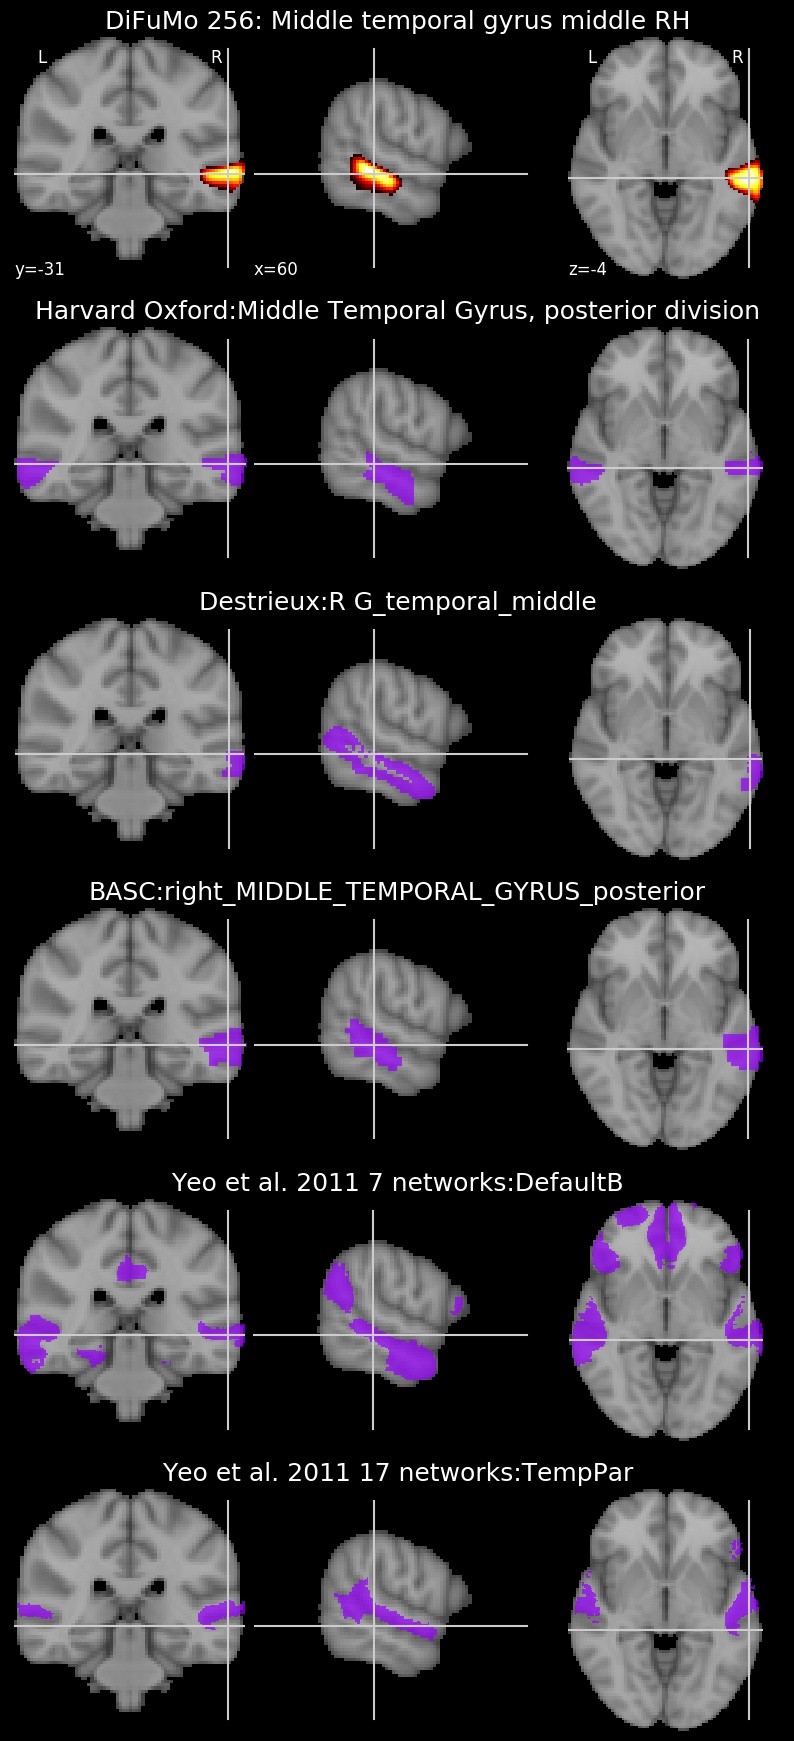 DiFuMo 256: Middle temporal gyrus middle RH
L R L R
y=-31 x=60 z=-4
Harvard Oxford:Middle Temporal Gyrus, posterior division
Destrieux:R G_temporal_middle
BASC:right_MIDDLE_TEMPORAL_GYRUS_posterior
Yeo et al. 2011 7 networks:DefaultB
Yeo et al. 2011 17 networks:TempPar